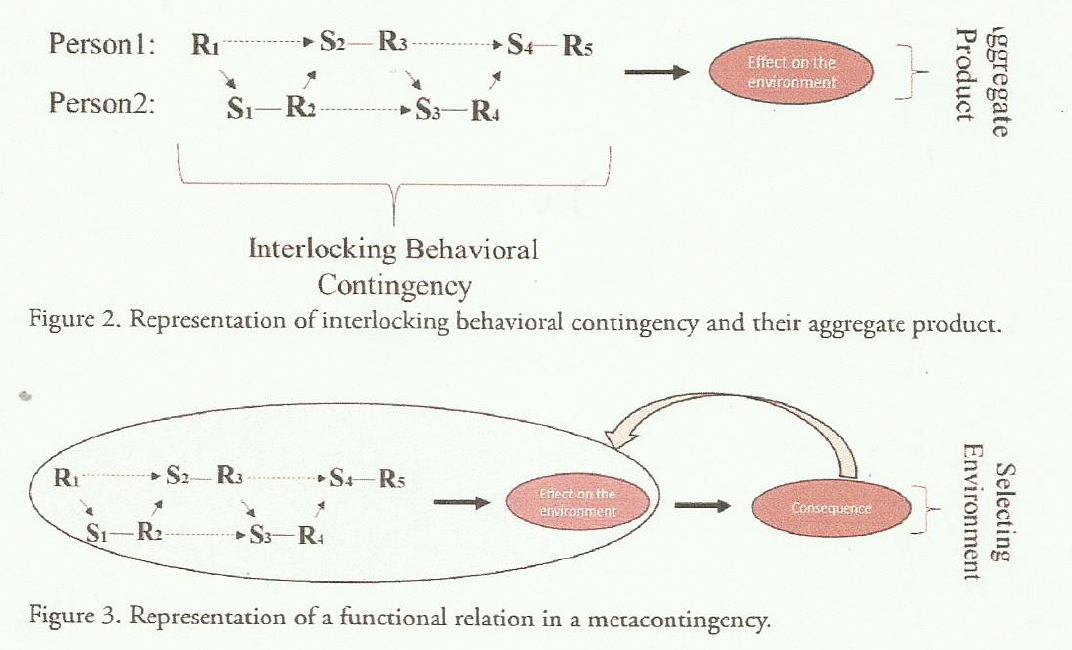 Person1: R1 S2 R3 S4 R5
Person2: S1 R2 S3 R4
Effect on the
environment
Aggregate
Product
Interlocking Behavioral
Contingency
Figure 2. Representation of interlocking behavioral contingency and their aggregate product.
R1 S2 R3 S4 R5
S1 R2 S3 R4
Effect on the
environment
Consequence
Selecting
Environment
Figure 3. Representation of a functional relation in a metacontingency.